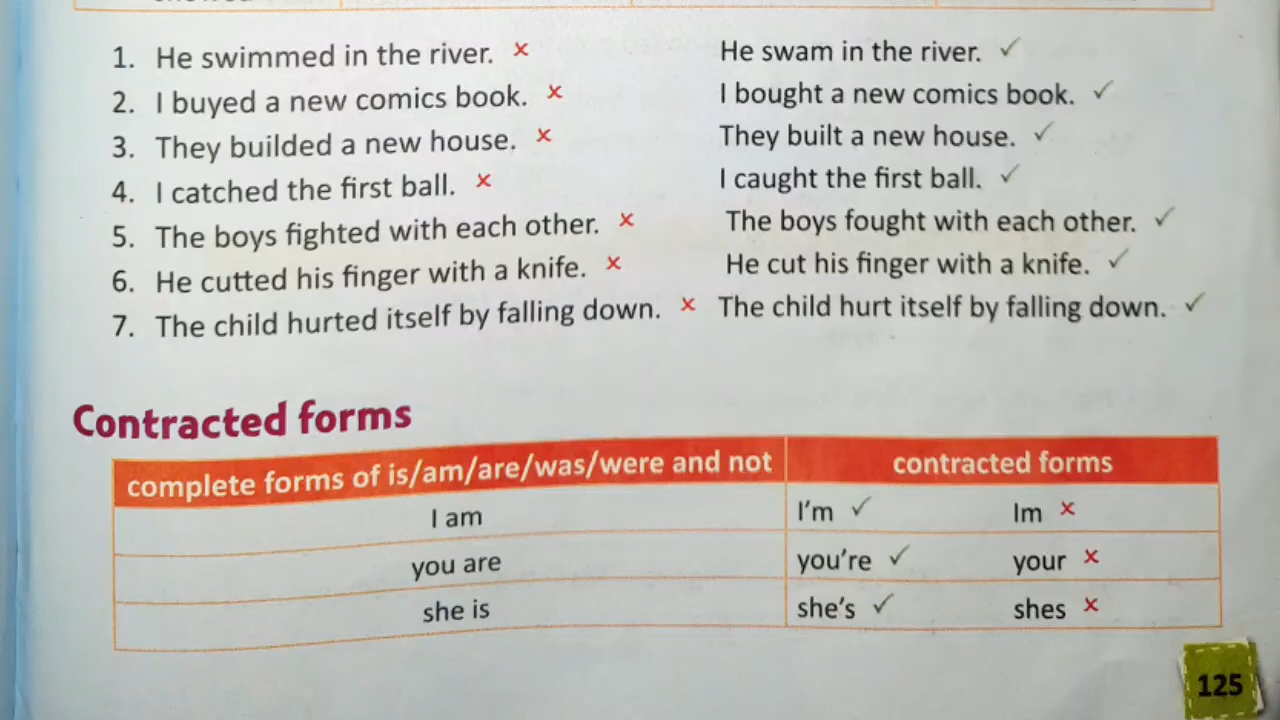 1. He swimmed in the river. ✗ He swam in the river. ✓
2. I buyed a new comics book. ✗ I bought a new comics book. ✓
3. They builded a new house. ✗ They built a new house. ✓
4. I catched the first ball. ✗ I caught the first ball. ✓
5. The boys fighted with each other. ✗ The boys fought with each other. ✓
6. He cutted his finger with a knife. ✗ He cut his finger with a knife. ✓
7. The child hurted itself by falling down. ✗ The child hurt itself by falling down. ✓
Contracted forms
complete forms of is/am/are/was/were and not contracted forms
I am I'm ✓ Im ✗
you are you're ✓ your ✗
she is she's ✓ shes ✗
125